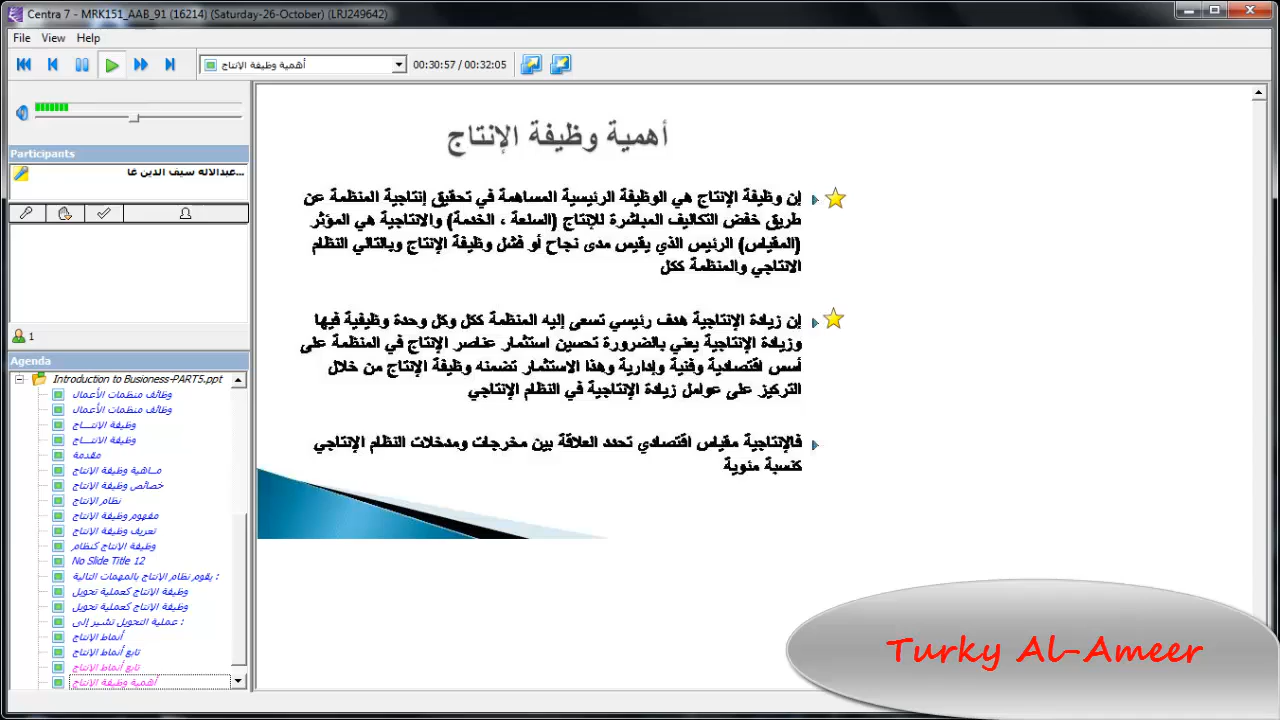 Centra 7 - MRK151_AAB_91 (16214) (Saturday-26-October) (LRJ249642)
File View Help
أهمية وظيفة الإنتاج
00:30:57 / 00:32:05
Participants
عبدالاله سيف الدين غا...
1
Agenda
Introduction to Busioness-PART5.ppt
وظائف منظمات الأعمال
وظائف منظمات الأعمال
وظيفة الانتـــاج
وظيفة الانتـــاج
مقدمة
مـاهية وظيفة الإنتاج
خصائص وظيفة الإنتاج
نظام الإنتاج
مفهوم وظيفة الإنتاج
تعريف وظيفة الإنتاج
وظيفة الإنتاج كنظام
No Slide Title 12
يقوم نظام الإنتاج بالمهمات التالية :
وظيفة الإنتاج كعملية تحويل
وظيفة الإنتاج كعملية تحويل
عملية التحويل تشير إلى :
أنماط الإنتاج
تابع أنماط الإنتاج
تابع أنماط الإنتاج
أهمية وظيفة الإنتاج
أهمية وظيفة الإنتاج
إن وظيفة الإنتاج هي الوظيفة الرئيسية المساهمة في تحقيق إنتاجية المنظمة عن
طريق خفض التكاليف المباشرة للإنتاج (السلعة ، الخدمة) والانتاجية هي المؤثر
(المقياس) الرئيس الذي يقيس مدى نجاح أو فشل وظيفة الإنتاج وبالتالي النظام
الانتاجي والمنظمة ككل
إن زيادة الإنتاجية هدف رئيسي تسعى إليه المنظمة ككل وكل وحدة وظيفية فيها
وزيادة الإنتاجية يعني بالضرورة تحسين استثمار عناصر الإنتاج في المنظمة على
أسس اقتصادية وفنية وإدارية وهذا الاستثمار تضمنه وظيفة الإنتاج من خلال
التركيز على عوامل زيادة الإنتاجية في النظام الإنتاجي
فالإنتاجية مقياس اقتصادي تحدد العلاقة بين مخرجات ومدخلات النظام الإنتاجي
كنسبة مئوية
Turky Al-Ameer